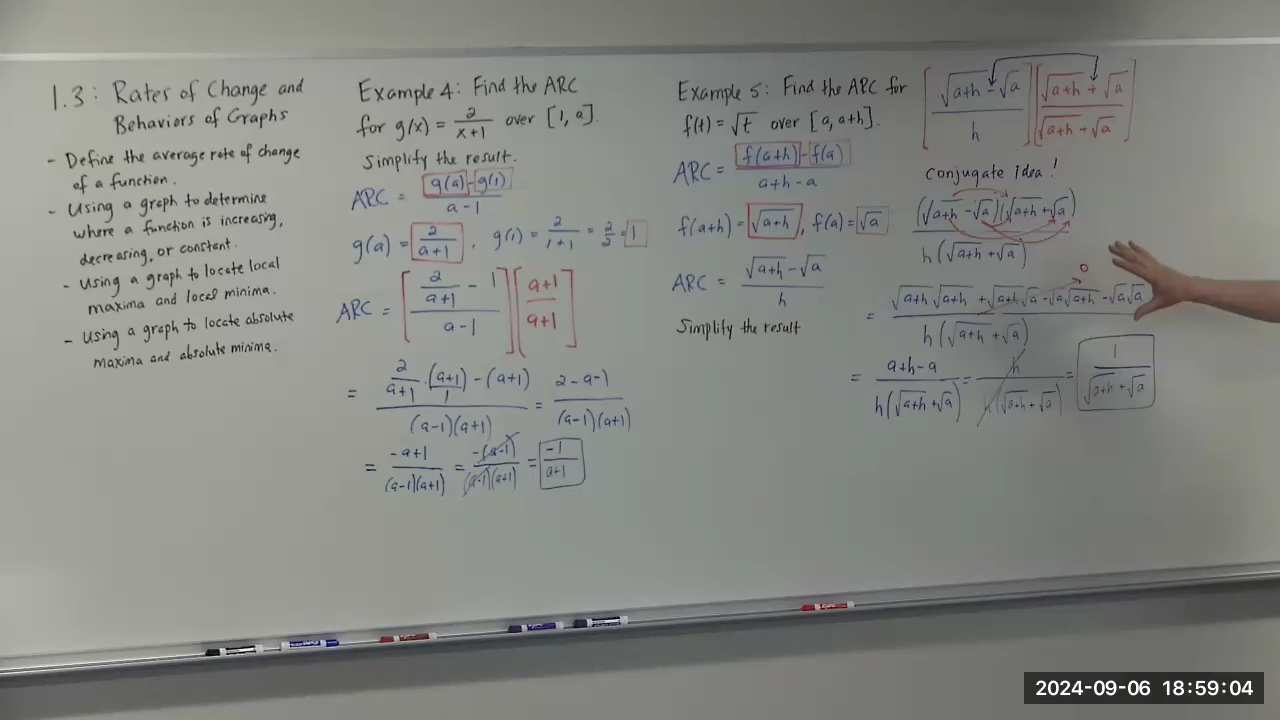 1.3: Rates of Change and
Behaviors of Graphs
- Define the average rate of change
of a function.
- Using a graph to determine
where a function is increasing,
decreasing, or constant.
- Using a graph to locate local
maxima and local minima.
- Using a graph to locate absolute
maxima and absolute minima.
Example 4: Find the ARC
for g(x) = 2/(x+1) over [1, a].
Simplify the result.
ARC = (g(a) - g(1))/(a-1)
g(a) = 2/(a+1), g(1) = 2/(1+1) = 2/2 = 1
ARC = [(2/(a+1) - 1)/(a-1)][(a+1)/(a+1)]
= (2/(a+1) · (a+1)/1 - (a+1))/((a-1)(a+1)) = (2-a-1)/((a-1)(a+1))
= (-a+1)/((a-1)(a+1)) = (-(a-1))/((a-1)(a+1)) = (-1)/(a+1)
Example 5: Find the ARC for
f(t) = √t over [a, a+h].
ARC = (f(a+h) - f(a))/(a+h-a)
f(a+h) = √(a+h), f(a) = √a
ARC = (√(a+h) - √a)/h
Simplify the result
[(√(a+h) - √a)/h][(√(a+h) + √a)/(√(a+h) + √a)]
Conjugate idea!
((√(a+h) - √a)(√(a+h) + √a))/(h(√(a+h) + √a))
0
= (√(a+h)√(a+h) + √(a+h)√a - √a√(a+h) - √a√a)/(h(√(a+h) + √a))
= (a+h-a)/(h(√(a+h) + √a)) = h/(h(√(a+h) + √a)) = 1/(√(a+h) + √a)
2024-09-06 18:59:04